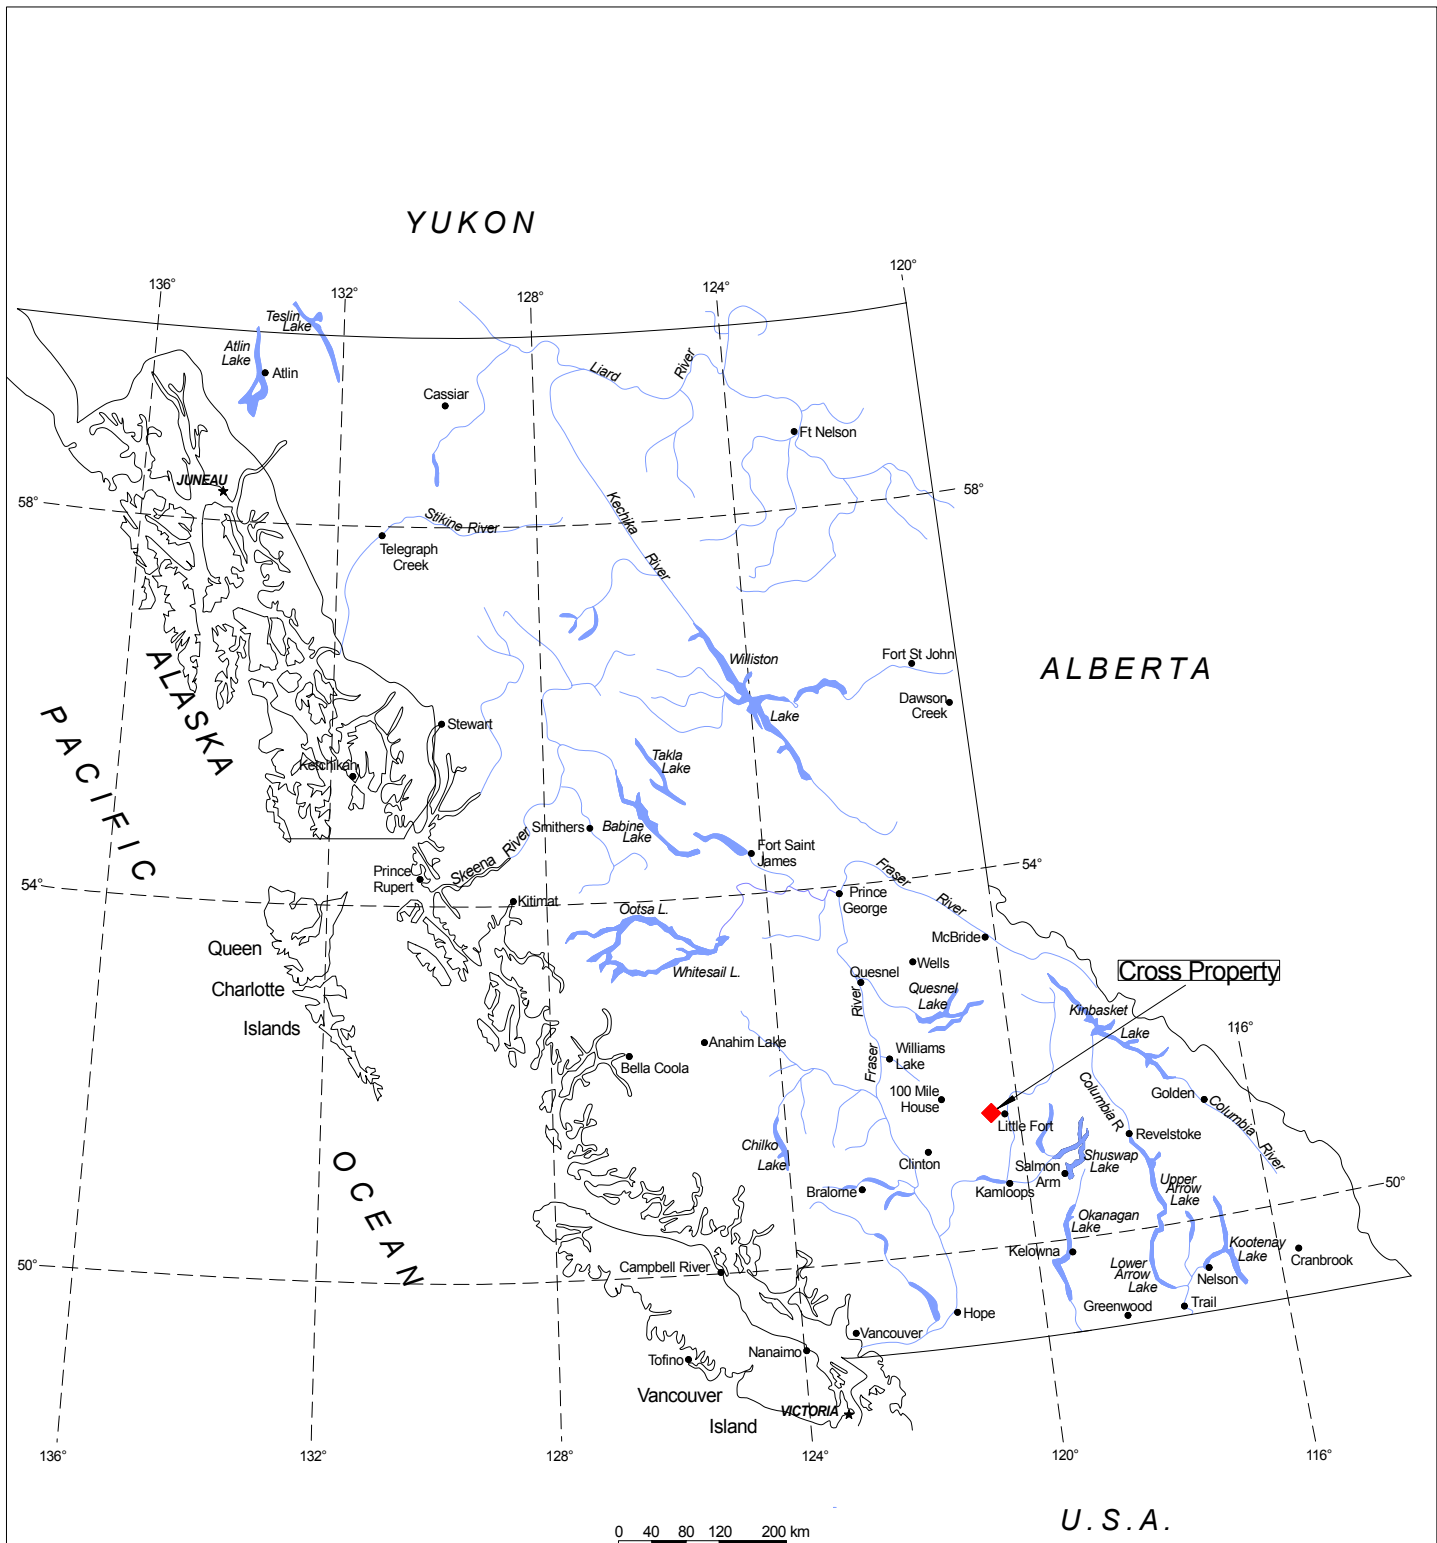 YUKON
136°
132°
128°
124°
120°
Teslin
Lake
Atlin
Lake
Atlin
Cassiar
Liard
River
Ft Nelson
JUNEAU
58°
58°
Stikine River
Telegraph
Creek
Kechika
River
ALASKA
PACIFIC
OCEAN
Williston
Lake
Fort St John
Dawson
Creek
ALBERTA
Stewart
Ketchikan
Takla
Lake
Smithers
Babine
Lake
Fort Saint
James
Skeena River
Prince
Rupert
54°
54°
Kitimat
Ootsa L.
Whitesail L.
Prince
George
Fraser
River
McBride
Wells
Quesnel
Quesnel
Lake
Cross Property
Queen
Charlotte
Islands
Kinbasket
Lake
116°
River
Fraser
Anahim Lake
Bella Coola
Williams
Lake
100 Mile
House
Little Fort
Columbia R
Golden
Columbia
River
Revelstoke
Chilko
Lake
Clinton
Salmon
Arm
Shuswap
Lake
Bralorne
Kamloops
Upper
Arrow
Lake
50°
50°
Okanagan
Lake
Kelowna
Kootenay
Lake
Cranbrook
Lower
Arrow
Lake
Nelson
Campbell River
Greenwood
Trail
Hope
Vancouver
Nanaimo
Tofino
Vancouver
Island
VICTORIA
136°
132°
128°
124°
120°
116°
U.S.A.
0 40 80 120 200 km